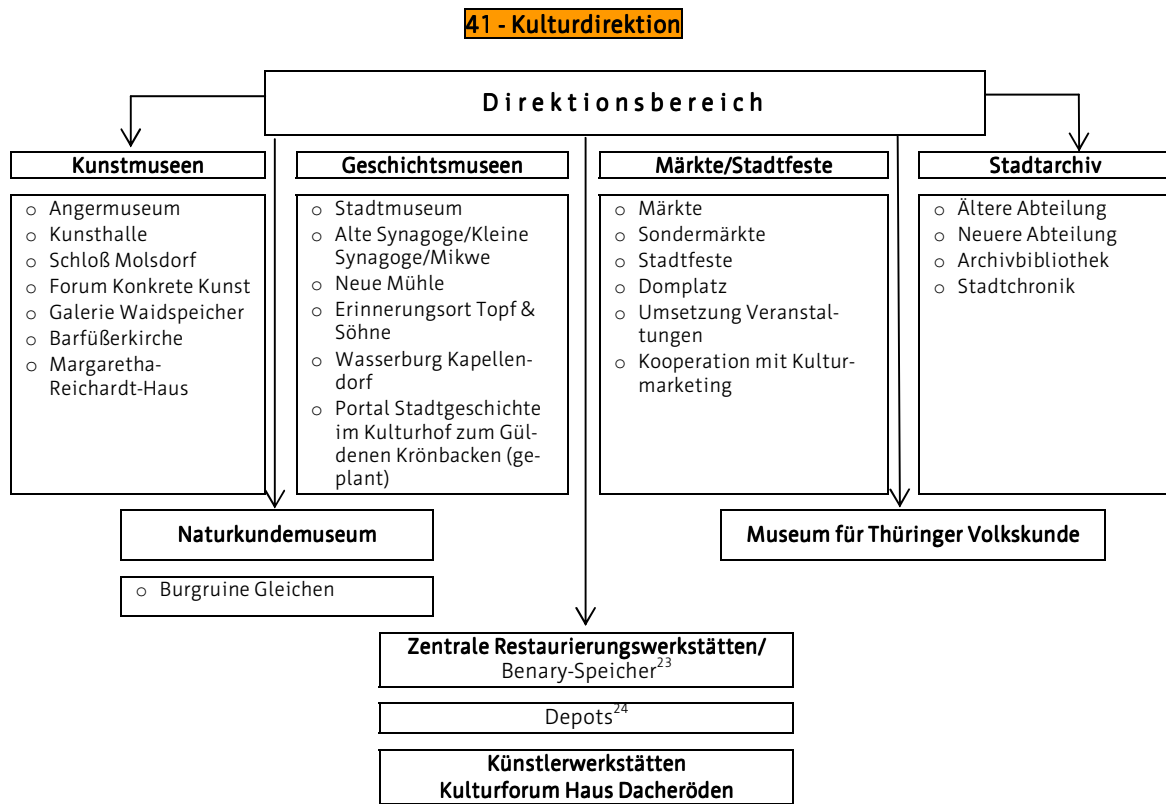 41 - Kulturdirektion
Direktionsbereich
Kunstmuseen
○ Angermuseum
○ Kunsthalle
○ Schloß Molsdorf
○ Forum Konkrete Kunst
○ Galerie Waidspeicher
○ Barfüßerkirche
○ Margaretha-
Reichardt-Haus
Geschichtsmuseen
○ Stadtmuseum
○ Alte Synagoge/Kleine
Synagoge/Mikwe
○ Neue Mühle
○ Erinnerungsort Topf &
Söhne
○ Wasserburg Kapellen-
dorf
○ Portal Stadtgeschichte
im Kulturhof zum Gül-
denen Krönbacken (ge-
plant)
Märkte/Stadtfeste
○ Märkte
○ Sondermärkte
○ Stadtfeste
○ Domplatz
○ Umsetzung Veranstal-
tungen
○ Kooperation mit Kultur-
marketing
Stadtarchiv
○ Ältere Abteilung
○ Neuere Abteilung
○ Archivbibliothek
○ Stadtchronik
Naturkundemuseum
○ Burgruine Gleichen
Museum für Thüringer Volkskunde
Zentrale Restaurierungswerkstätten/
Benary-Speicher23
Depots24
Künstlerwerkstätten
Kulturforum Haus Dacheröden